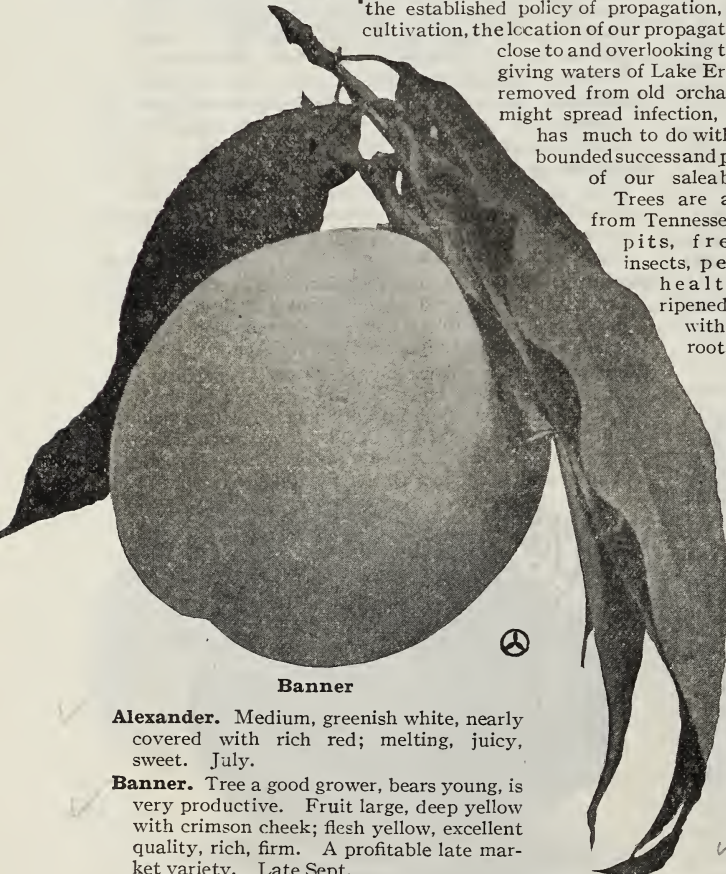 the established policy of propagation,
cultivation, the location of our propagat
close to and overlooking t
giving waters of Lake Er
removed from old orcha
might spread infection,
has much to do wit
bounded success and p
of our saleab
Trees are a
from Tennesse
pits, fre
insects, pe
healt
ripened
with
root
Banner
Alexander. Medium, greenish white, nearly
covered with rich red; melting, juicy,
sweet. July.
Banner. Tree a good grower, bears young, is
very productive. Fruit large, deep yellow
with crimson cheek; flesh yellow, excellent
quality, rich, firm. A profitable late mar-
ket variety. Late Sept.